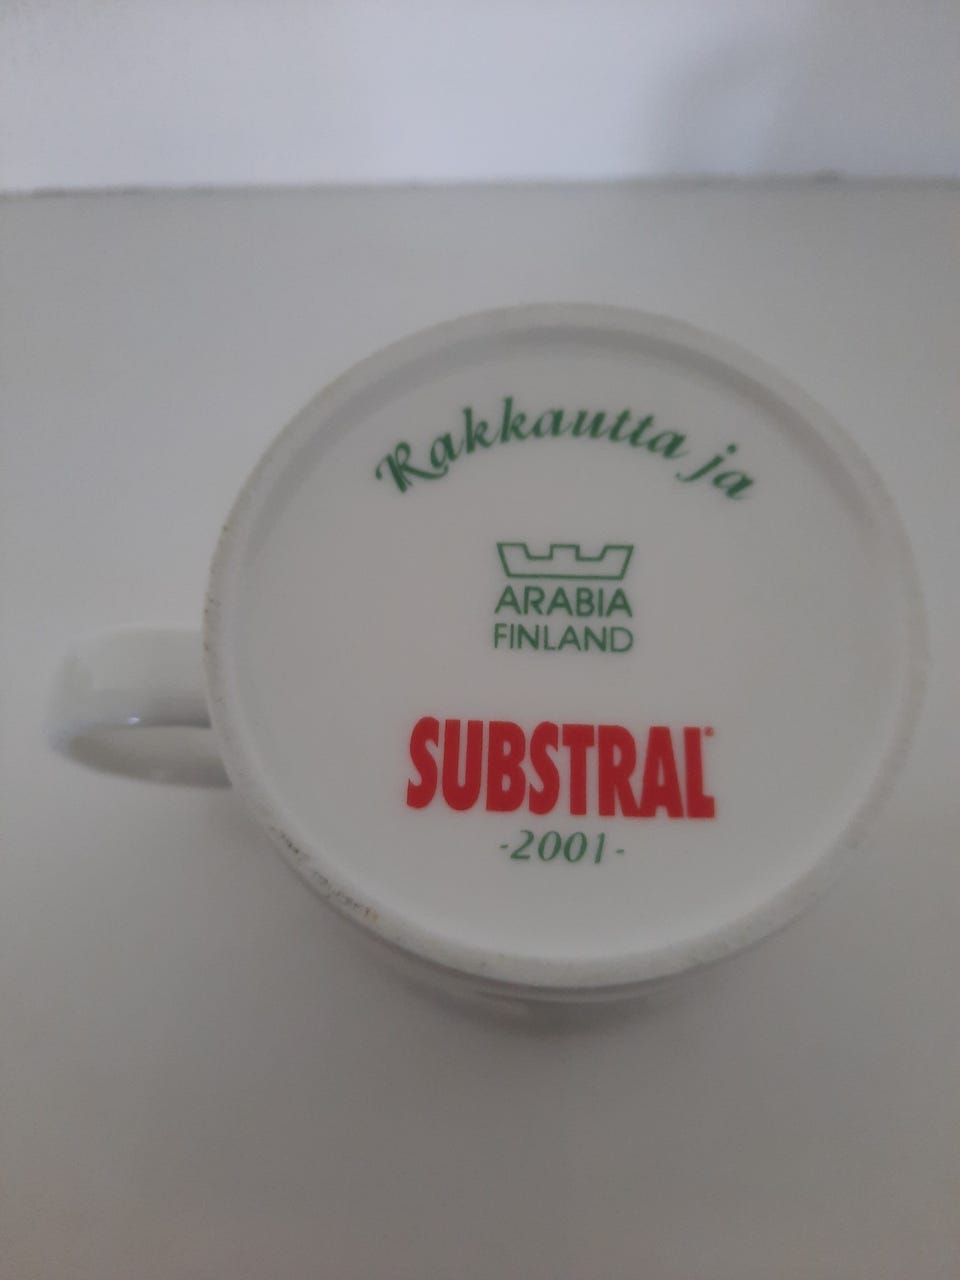 Rakkautta ja
ARABIA
FINLAND
SUBSTRAL®
-2001-